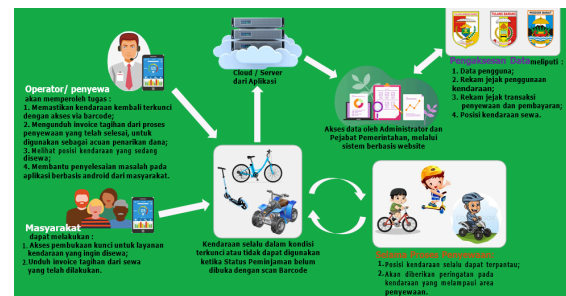 TULANG BAWANG
PESISIR BARAT
Pengaksesan Data meliputi :
1. Data pengguna;
2. Rekam jejak penggunaan
kendaraan;
3. Rekam jejak transaksi
penyewaan dan pembayaran;
4. Posisi kendaraan sewa.
Cloud / Server
dari Aplikasi
Operator/ penyewa
akan memperoleh tugas :
1. Memastikan kendaraan kembali terkunci
dengan akses via barcode;
2. Mengunduh invoice tagihan dari proses
penyewaan yang telah selesai, untuk
digunakan sebagai acuan penarikan dana;
3. Melihat posisi kendaraan yang sedang
disewa;
4. Membantu penyelesaian masalah pada
aplikasi berbasis android dari masyarakat.
Akses data oleh Administrator dan
Pejabat Pemerintahan, melalui
sistem berbasis website
Masyarakat
dapat melakukan :
1. Akses pembukaan kunci untuk layanan
kendaraan yang ingin disewa;
2. Unduh invoice tagihan dari sewa
yang telah dilakukan.
Kendaraan selalu dalam kondisi
terkunci atau tidak dapat digunakan
ketika Status Peminjaman belum
dibuka dengan scan Barcode
1. Posisi kendaraan selalu dapat terpantau;
2. Akan diberikan peringatan pada
kendaraan yang melampaui area
penyewaan.